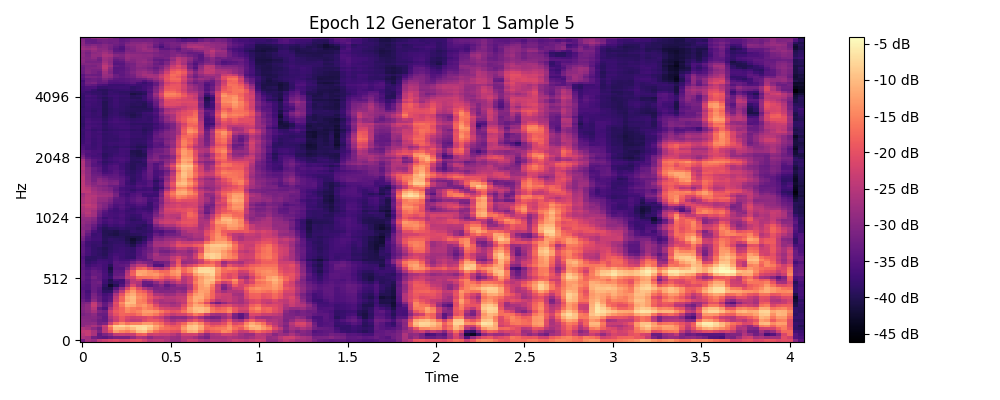 Epoch 12 Generator 1 Sample 5
Hz
4096
2048
1024
512
0
0
0.5
1
1.5
2
2.5
3
3.5
4
Time
-5 dB
-10 dB
-15 dB
-20 dB
-25 dB
-30 dB
-35 dB
-40 dB
-45 dB